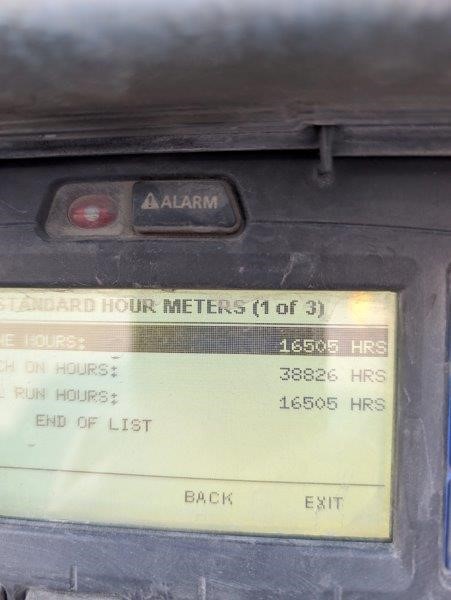 ⚠ALARM
STANDARD HOUR METERS (1 of 3)
HOURS: 16505 HRS
ON HOURS: 38826 HRS
RUN HOURS: 16505 HRS
END OF LIST
BACK EXIT